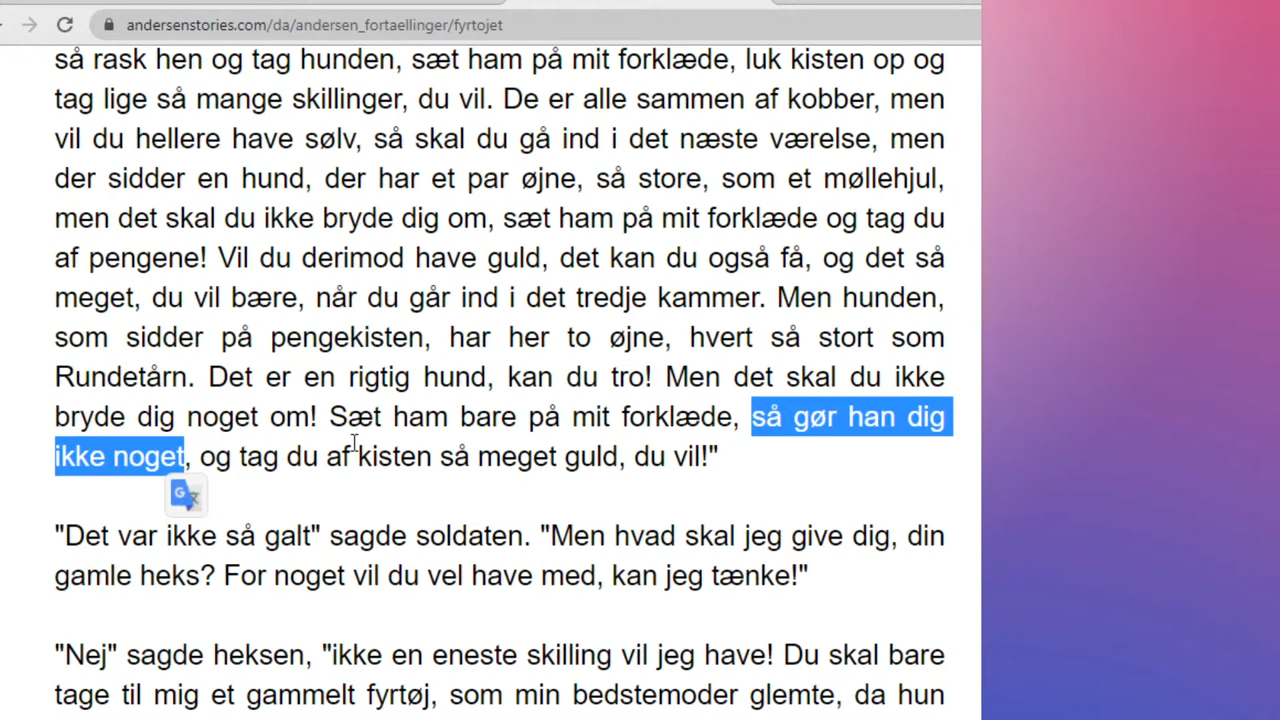 andersenstories.com/da/andersen_fortaellinger/fyrtojet
så rask hen og tag hunden, sæt ham på mit forklæde, luk kisten op og
tag lige så mange skillinger, du vil. De er alle sammen af kobber, men
vil du hellere have sølv, så skal du gå ind i det næste værelse, men
der sidder en hund, der har et par øjne, så store, som et møllehjul,
men det skal du ikke bryde dig om, sæt ham på mit forklæde og tag du
af pengene! Vil du derimod have guld, det kan du også få, og det så
meget, du vil bære, når du går ind i det tredje kammer. Men hunden,
som sidder på pengekisten, har her to øjne, hvert så stort som
Rundetårn. Det er en rigtig hund, kan du tro! Men det skal du ikke
bryde dig noget om! Sæt ham bare på mit forklæde, så gør han dig
ikke noget, og tag du af kisten så meget guld, du vil!"
"Det var ikke så galt" sagde soldaten. "Men hvad skal jeg give dig, din
gamle heks? For noget vil du vel have med, kan jeg tænke!"
"Nej" sagde heksen, "ikke en eneste skilling vil jeg have! Du skal bare
tage til mig et gammelt fyrtøj, som min bedstemoder glemte, da hun